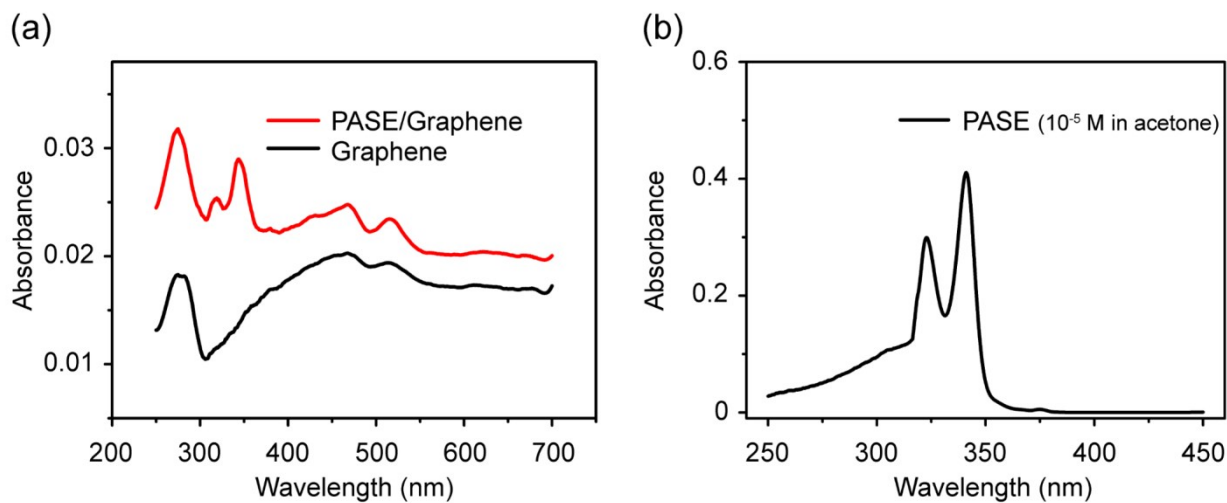 (a)
PASE/Graphene
Graphene
0.03
0.02
0.01
Absorbance
200 300 400 500 600 700
Wavelength (nm)
(b)
0.6
PASE (10⁻⁵ M in acetone)
0.4
0.2
0
Absorbance
250 300 350 400 450
Wavelength (nm)